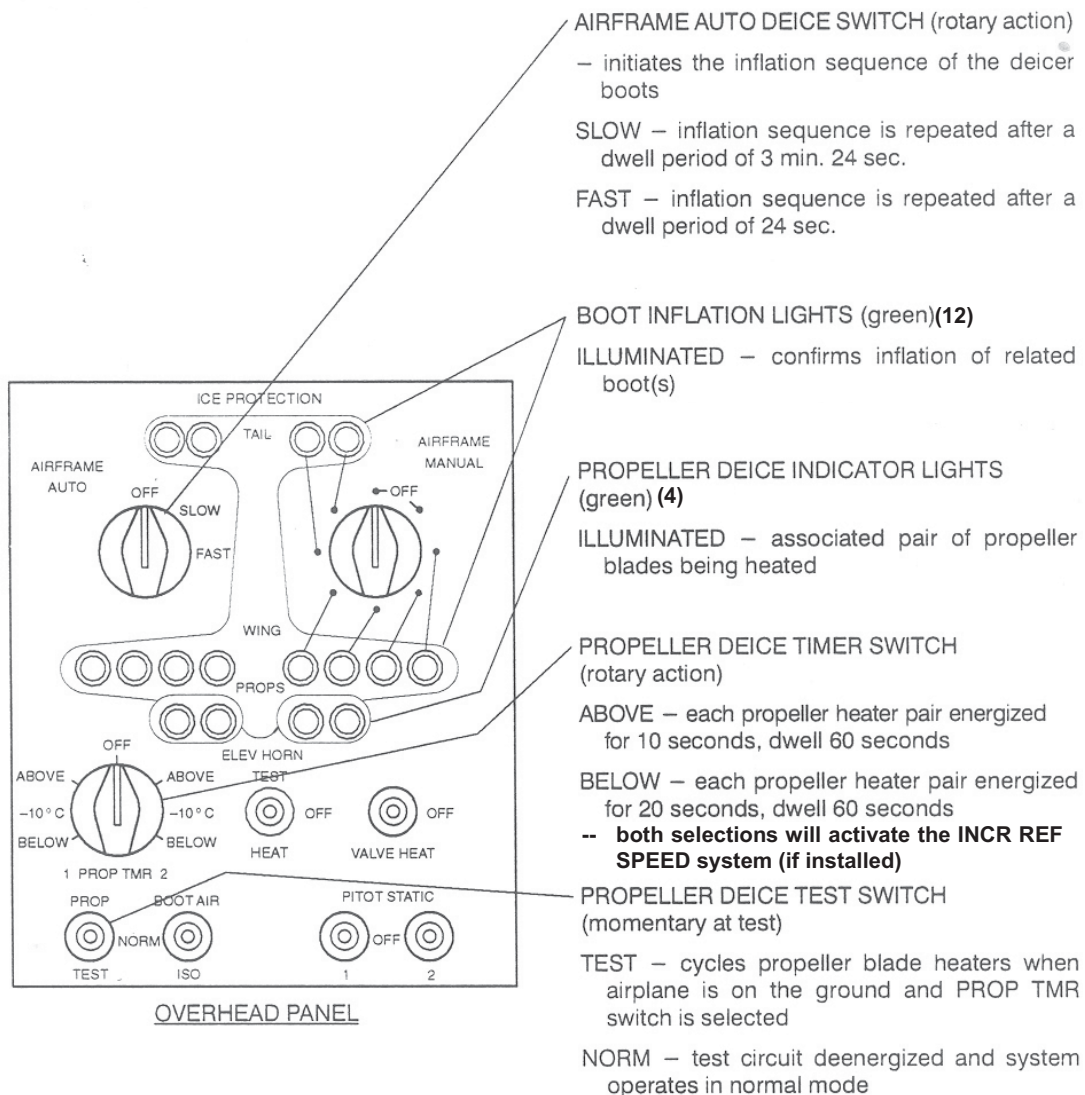 AIRFRAME AUTO DEICE SWITCH (rotary action)
– initiates the inflation sequence of the deicer
boots
SLOW – inflation sequence is repeated after a
dwell period of 3 min. 24 sec.
FAST – inflation sequence is repeated after a
dwell period of 24 sec.
BOOT INFLATION LIGHTS (green)(12)
ILLUMINATED – confirms inflation of related
boot(s)
PROPELLER DEICE INDICATOR LIGHTS
(green) (4)
ILLUMINATED – associated pair of propeller
blades being heated
PROPELLER DEICE TIMER SWITCH
(rotary action)
ABOVE – each propeller heater pair energized
for 10 seconds, dwell 60 seconds
BELOW – each propeller heater pair energized
for 20 seconds, dwell 60 seconds
-- both selections will activate the INCR REF
SPEED system (if installed)
PROPELLER DEICE TEST SWITCH
(momentary at test)
TEST – cycles propeller blade heaters when
airplane is on the ground and PROP TMR
switch is selected
NORM – test circuit deenergized and system
operates in normal mode
ICE PROTECTION
TAIL
AIRFRAME
AUTO
AIRFRAME
MANUAL
OFF
SLOW
FAST
OFF
WING
PROPS
ELEV HORN
OFF
ABOVE
ABOVE
–10°C
–10°C
BELOW
BELOW
1 PROP TMR 2
TEST
OFF
HEAT
OFF
VALVE HEAT
PROP
BOOT AIR
PITOT STATIC
NORM
OFF
TEST
ISO
1
2
OVERHEAD PANEL